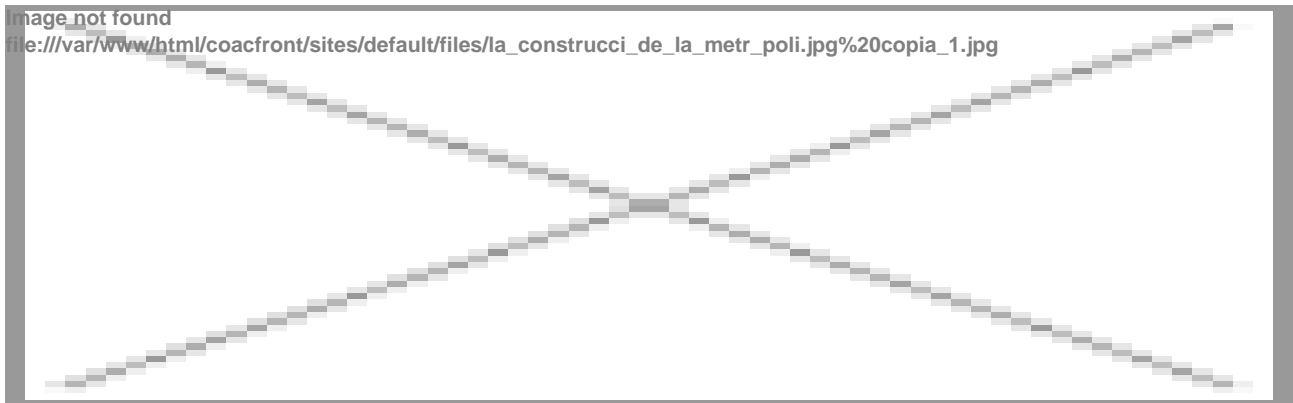 Image not found
file:///var/www/html/coacfront/sites/default/files/la_construcci_de_la_metr_poli.jpg%20copia_1.jpg